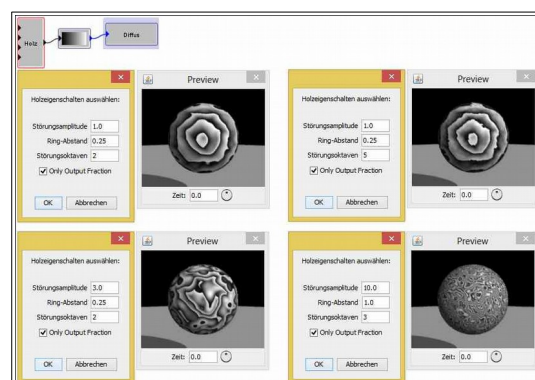 Holz
Diffus
Preview
Holzeigenschalten auswählen:
Störungsamplitude 1.0
Ring-Abstand 0.25
Störungsoktaven 2
Only Output Fraction
OK Abbrechen
Zeit: 0.0
Preview
Holzeigenschalten auswählen:
Störungsamplitude 1.0
Ring-Abstand 0.25
Störungsoktaven 5
Only Output Fraction
OK Abbrechen
Zeit: 0.0
Preview
Holzeigenschalten auswählen:
Störungsamplitude 3.0
Ring-Abstand 0.25
Störungsoktaven 2
Only Output Fraction
OK Abbrechen
Zeit: 0.0
Preview
Holzeigenschalten auswählen:
Störungsamplitude 10.0
Ring-Abstand 1.0
Störungsoktaven 3
Only Output Fraction
OK Abbrechen
Zeit: 0.0